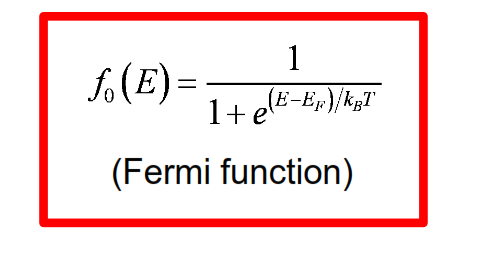 f₀(E) = 1 / (1 + e^((E−E_F)/k_BT))
(Fermi function)